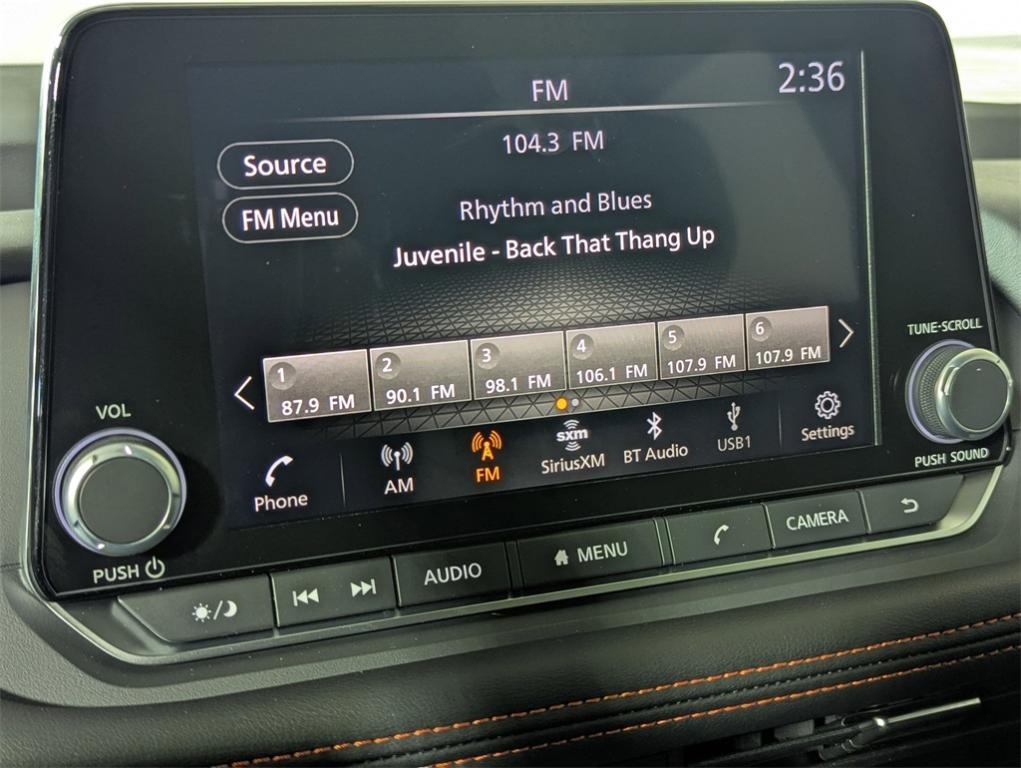 FM
2:36
104.3 FM
Source
FM Menu
Rhythm and Blues
Juvenile - Back That Thang Up
1
87.9 FM
2
90.1 FM
3
98.1 FM
4
106.1 FM
5
107.9 FM
6
107.9 FM
TUNE·SCROLL
VOL
Phone
AM
FM
sxm
SiriusXM
BT Audio
USB1
Settings
PUSH SOUND
PUSH
AUDIO
MENU
CAMERA